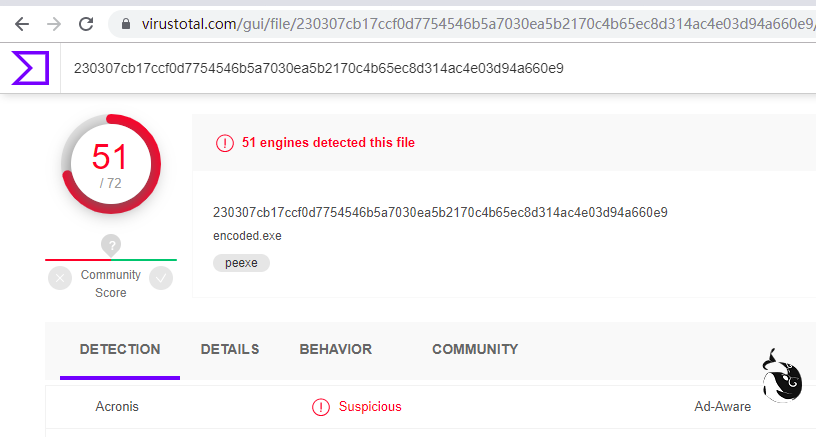 virustotal.com/gui/file/230307cb17ccf0d7754546b5a7030ea5b2170c4b65ec8d314ac4e03d94a660e9/
230307cb17ccf0d7754546b5a7030ea5b2170c4b65ec8d314ac4e03d94a660e9
51
/ 72
?
Community
Score
51 engines detected this file
230307cb17ccf0d7754546b5a7030ea5b2170c4b65ec8d314ac4e03d94a660e9
encoded.exe
peexe
DETECTION DETAILS BEHAVIOR COMMUNITY
Acronis Suspicious Ad-Aware